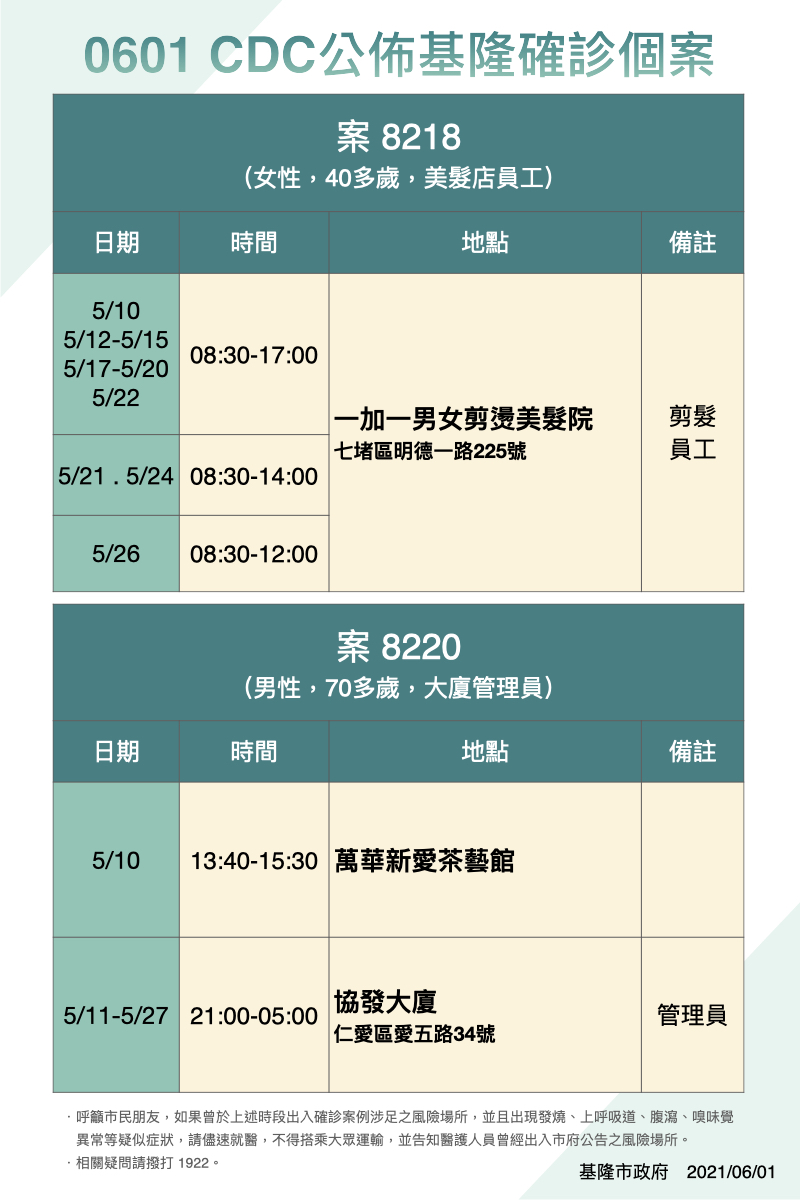 0601 CDC公佈基隆確診個案
案 8218
（女性，40多歲，美髮店員工）
日期 時間 地點 備註
5/10
5/12-5/15
5/17-5/20
5/22
08:30-17:00
5/21 . 5/24 08:30-14:00
5/26 08:30-12:00
一加一男女剪燙美髮院
七堵區明德一路225號
剪髮
員工
案 8220
（男性，70多歲，大廈管理員）
日期 時間 地點 備註
5/10 13:40-15:30 萬華新愛茶藝館
5/11-5/27 21:00-05:00
協發大廈
仁愛區愛五路34號
管理員
· 呼籲市民朋友，如果曾於上述時段出入確診案例涉足之風險場所，並且出現發燒、上呼吸道、腹瀉、嗅味覺
異常等疑似症狀，請儘速就醫，不得搭乘大眾運輸，並告知醫護人員曾經出入市府公告之風險場所。
· 相關疑問請撥打 1922。
基隆市政府 2021/06/01